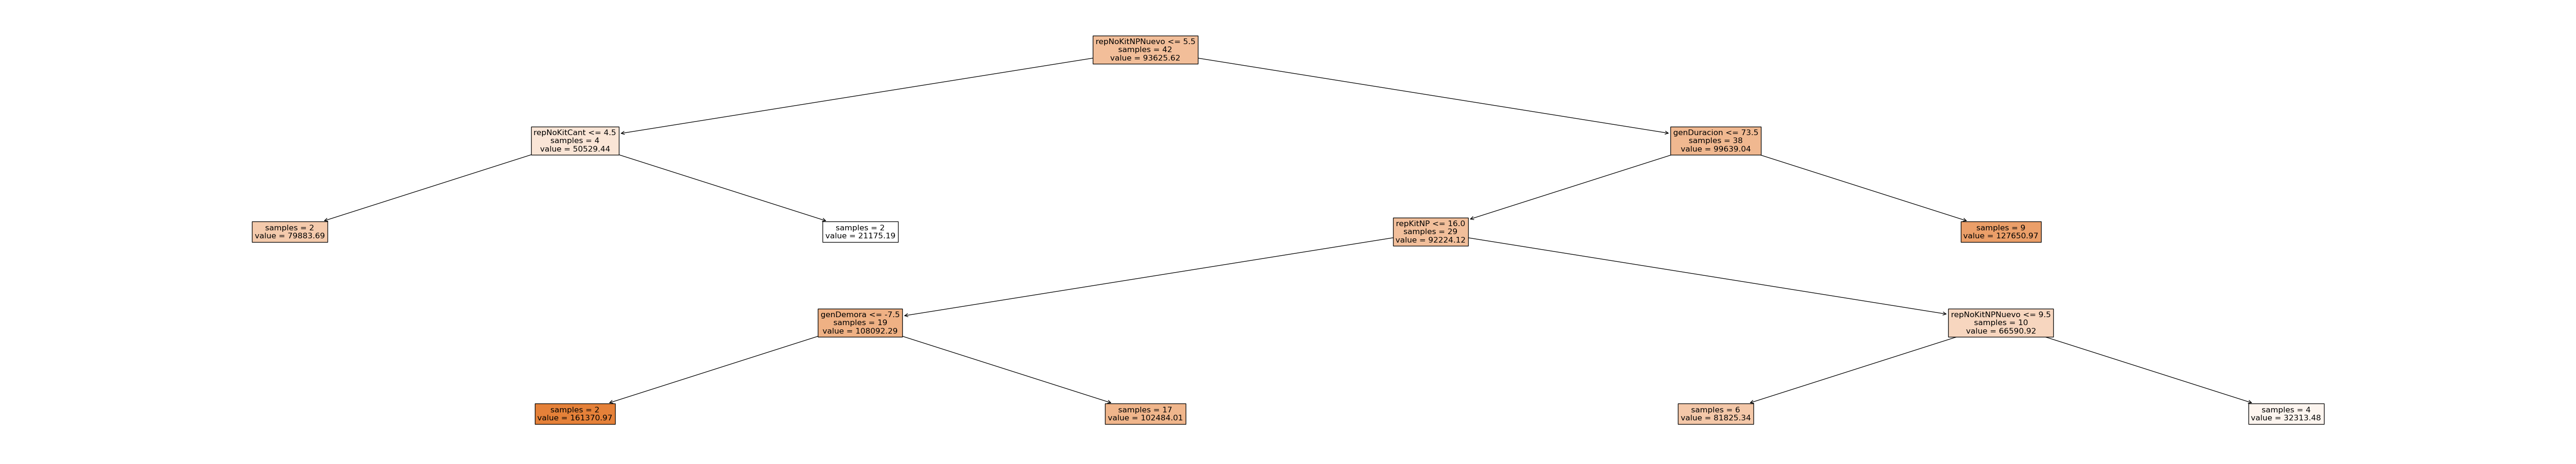 repNoKitNPNuevo <= 5.5
samples = 42
value = 93625.62
repNoKitCant <= 4.5
samples = 4
value = 50529.44
genDuracion <= 73.5
samples = 38
value = 99639.04
samples = 2
value = 79883.69
samples = 2
value = 21175.19
repKitNP <= 16.0
samples = 29
value = 92224.12
samples = 9
value = 127650.97
genDemora <= -7.5
samples = 19
value = 108092.29
repNoKitNPNuevo <= 9.5
samples = 10
value = 66590.92
samples = 2
value = 161370.97
samples = 17
value = 102484.01
samples = 6
value = 81825.34
samples = 4
value = 32313.48